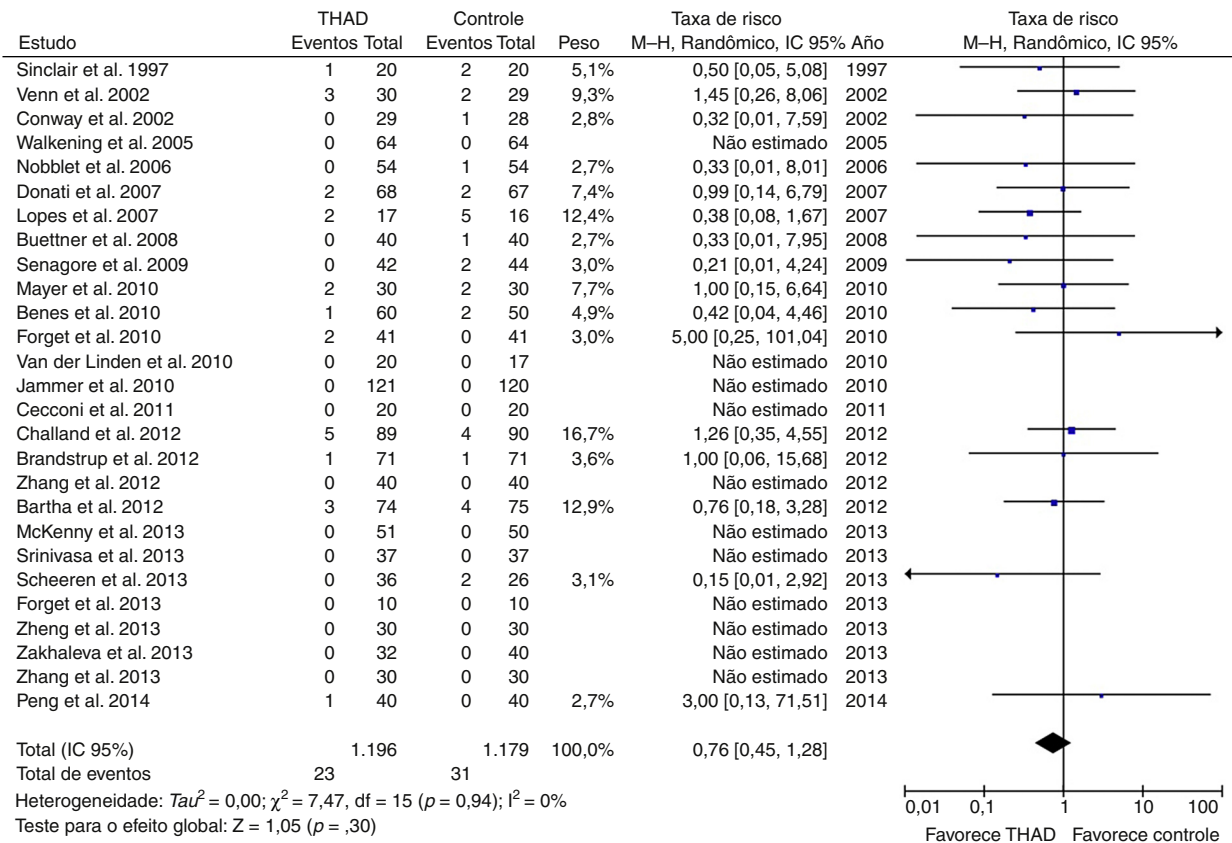 THAD Controle Taxa de risco Taxa de risco
Estudo Eventos Total Eventos Total Peso M–H, Randômico, IC 95% Año M–H, Randômico, IC 95%
Sinclair et al. 1997 1 20 2 20 5,1% 0,50 [0,05, 5,08] 1997
Venn et al. 2002 3 30 2 29 9,3% 1,45 [0,26, 8,06] 2002
Conway et al. 2002 0 29 1 28 2,8% 0,32 [0,01, 7,59] 2002
Walkening et al. 2005 0 64 0 64 Não estimado 2005
Nobblet et al. 2006 0 54 1 54 2,7% 0,33 [0,01, 8,01] 2006
Donati et al. 2007 2 68 2 67 7,4% 0,99 [0,14, 6,79] 2007
Lopes et al. 2007 2 17 5 16 12,4% 0,38 [0,08, 1,67] 2007
Buettner et al. 2008 0 40 1 40 2,7% 0,33 [0,01, 7,95] 2008
Senagore et al. 2009 0 42 2 44 3,0% 0,21 [0,01, 4,24] 2009
Mayer et al. 2010 2 30 2 30 7,7% 1,00 [0,15, 6,64] 2010
Benes et al. 2010 1 60 2 50 4,9% 0,42 [0,04, 4,46] 2010
Forget et al. 2010 2 41 0 41 3,0% 5,00 [0,25, 101,04] 2010
Van der Linden et al. 2010 0 20 0 17 Não estimado 2010
Jammer et al. 2010 0 121 0 120 Não estimado 2010
Cecconi et al. 2011 0 20 0 20 Não estimado 2011
Challand et al. 2012 5 89 4 90 16,7% 1,26 [0,35, 4,55] 2012
Brandstrup et al. 2012 1 71 1 71 3,6% 1,00 [0,06, 15,68] 2012
Zhang et al. 2012 0 40 0 40 Não estimado 2012
Bartha et al. 2012 3 74 4 75 12,9% 0,76 [0,18, 3,28] 2012
McKenny et al. 2013 0 51 0 50 Não estimado 2013
Srinivasa et al. 2013 0 37 0 37 Não estimado 2013
Scheeren et al. 2013 0 36 2 26 3,1% 0,15 [0,01, 2,92] 2013
Forget et al. 2013 0 10 0 10 Não estimado 2013
Zheng et al. 2013 0 30 0 30 Não estimado 2013
Zakhaleva et al. 2013 0 32 0 40 Não estimado 2013
Zhang et al. 2013 0 30 0 30 Não estimado 2013
Peng et al. 2014 1 40 0 40 2,7% 3,00 [0,13, 71,51] 2014
Total (IC 95%) 1.196 1.179 100,0% 0,76 [0,45, 1,28]
Total de eventos 23 31
Heterogeneidade: Tau² = 0,00; χ² = 7,47, df = 15 (p = 0,94); I² = 0%
Teste para o efeito global: Z = 1,05 (p = ,30)
0,01 0,1 1 10 100
Favorece THAD Favorece controle